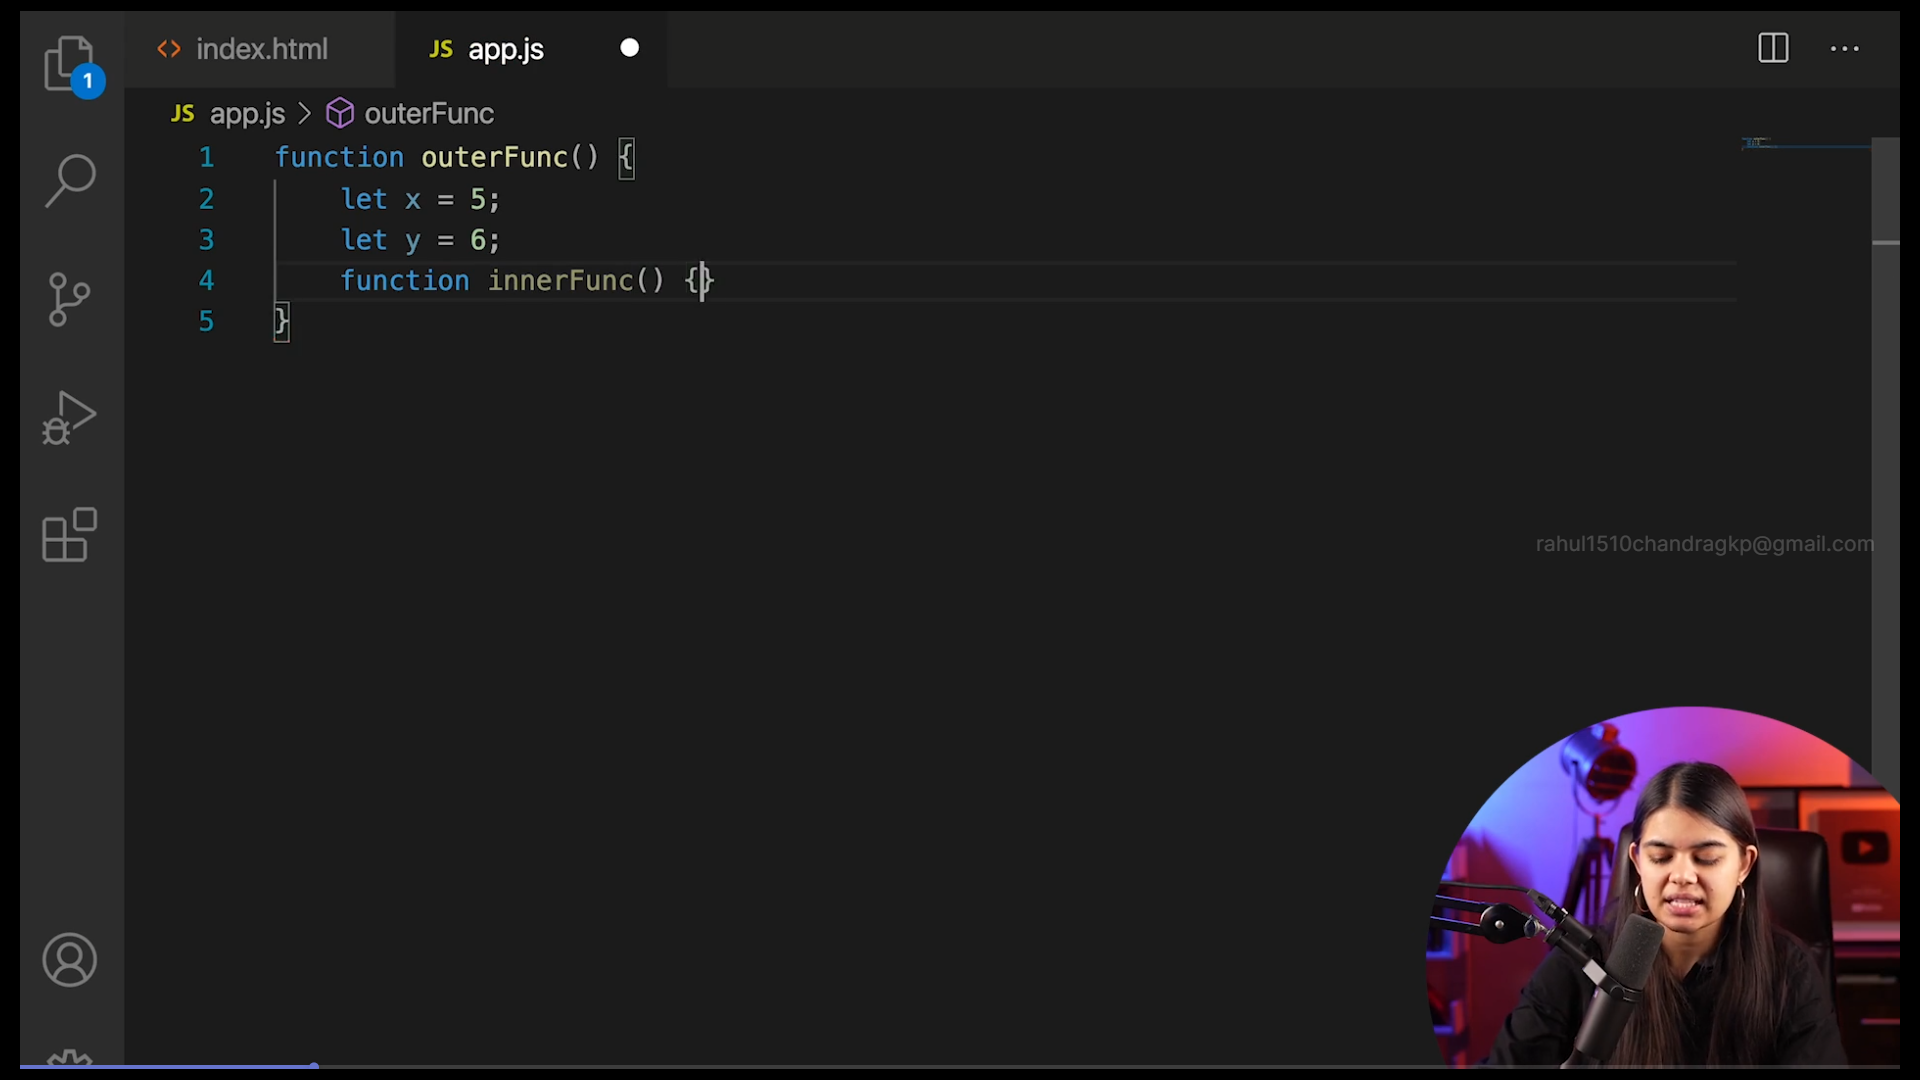 index.html
JS app.js
1
JS app.js > outerFunc
1 function outerFunc() {
2 let x = 5;
3 let y = 6;
4 function innerFunc() {}
5 }
rahul1510chandragkp@gmail.com